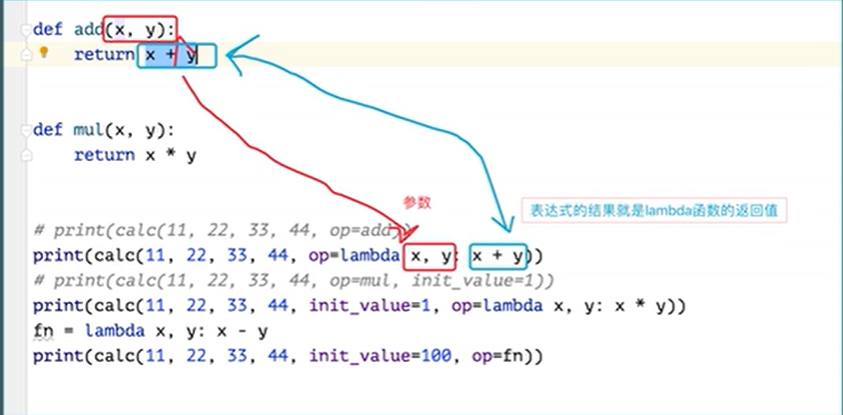 def add(x, y):
    return x + y
def mul(x, y):
    return x * y
参数
表达式的结果就是lambda函数的返回值
# print(calc(11, 22, 33, 44, op=add))
print(calc(11, 22, 33, 44, op=lambda x, y: x + y))
# print(calc(11, 22, 33, 44, op=mul, init_value=1))
print(calc(11, 22, 33, 44, init_value=1, op=lambda x, y: x * y))
fn = lambda x, y: x - y
print(calc(11, 22, 33, 44, init_value=100, op=fn))